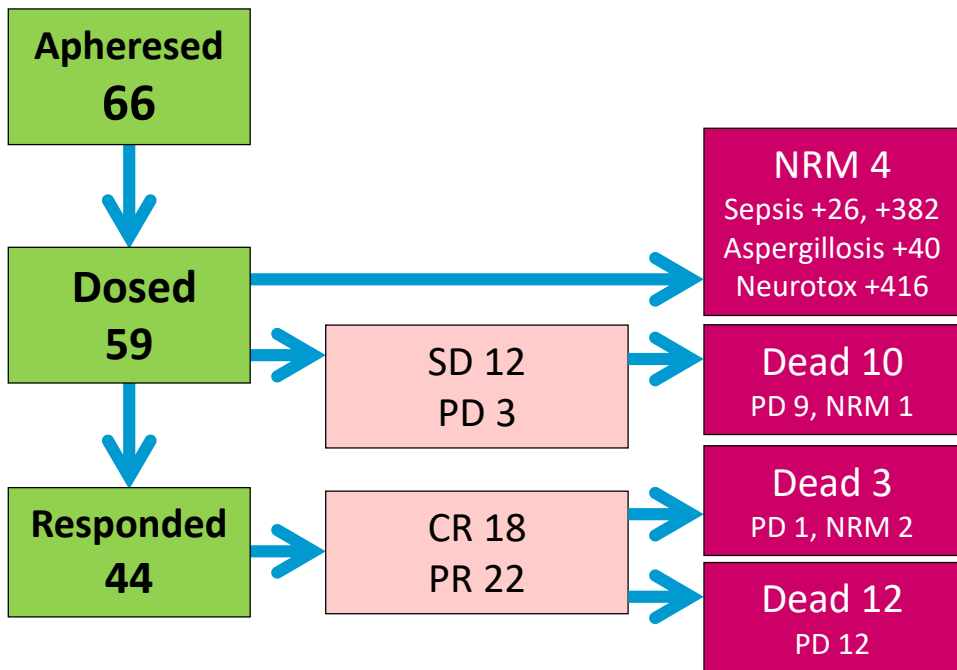 Apheresed
66
NRM 4
Sepsis +26, +382
Aspergillosis +40
Neurotox +416
Dosed
59
SD 12
PD 3
Dead 10
PD 9, NRM 1
Responded
44
CR 18
PR 22
Dead 3
PD 1, NRM 2
Dead 12
PD 12